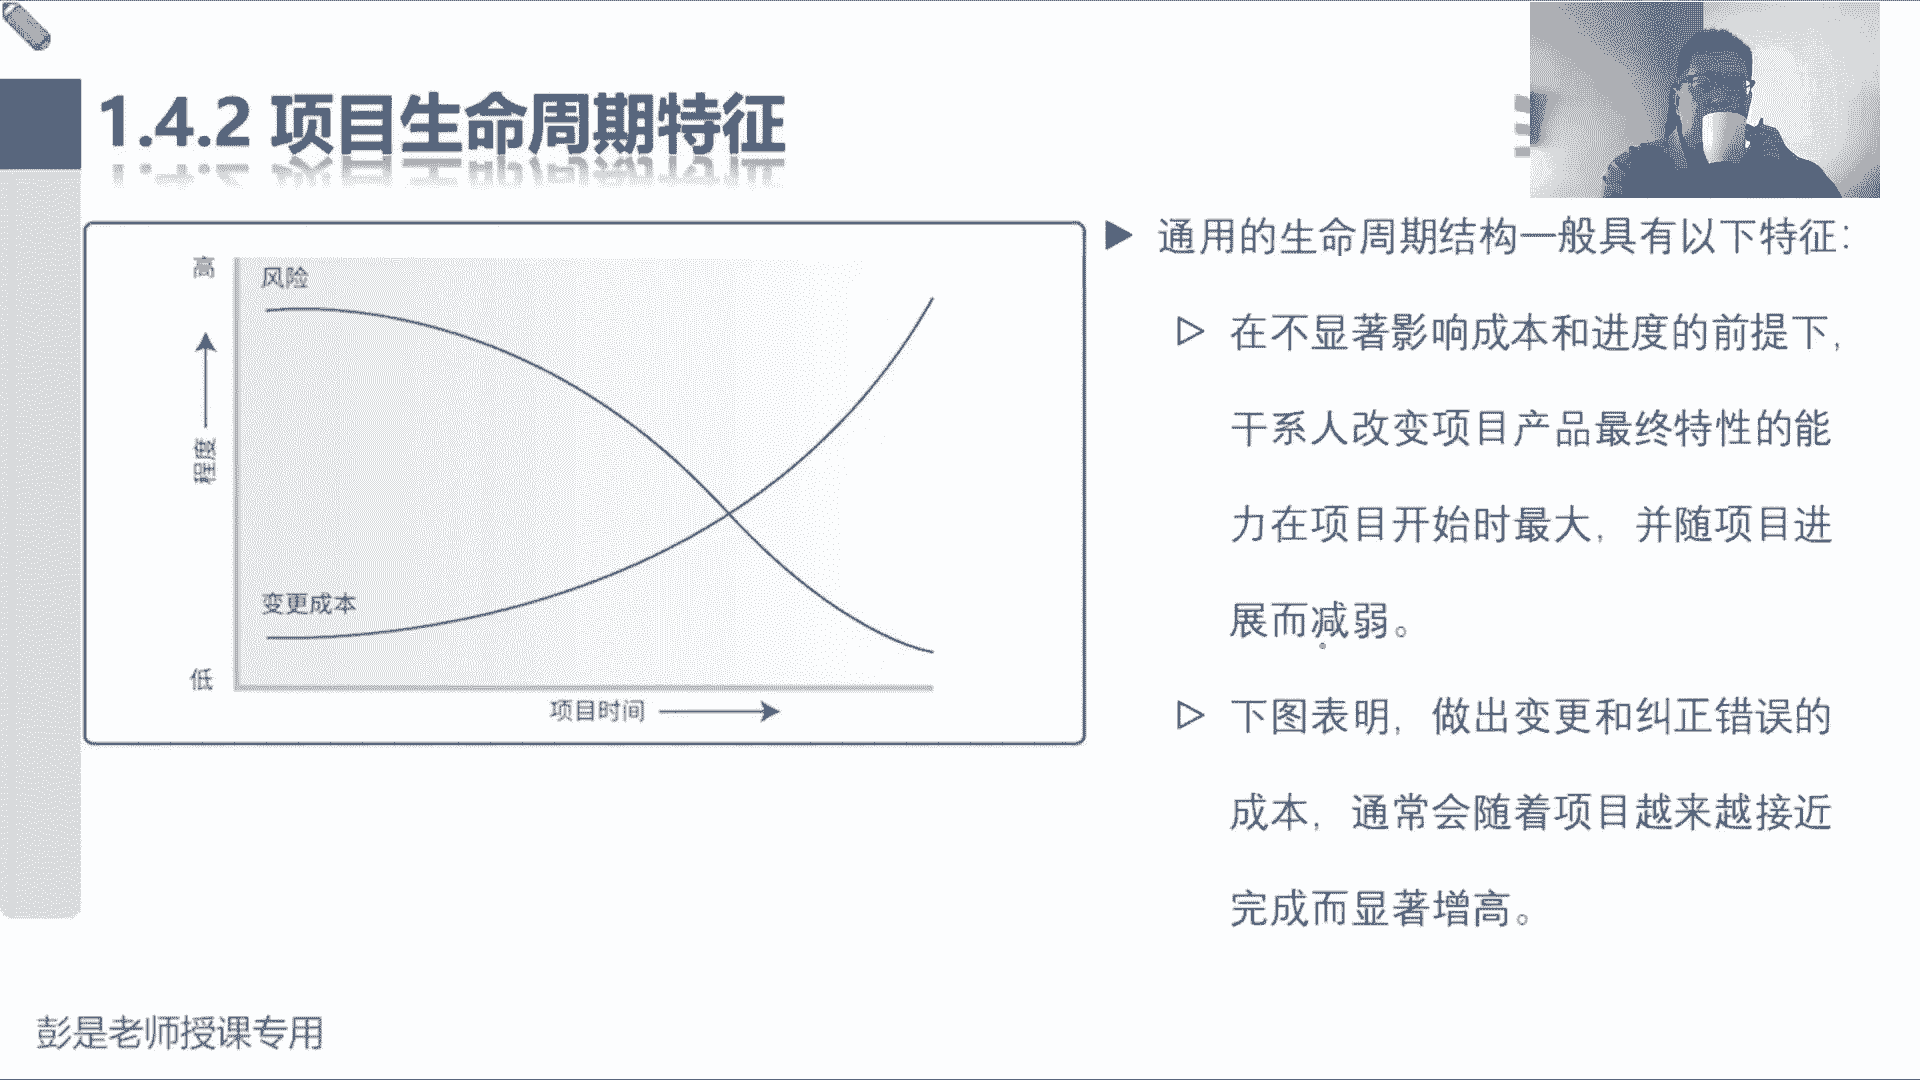 1.4.2 项目生命周期特征
高
风险
程度
变更成本
低
项目时间
通用的生命周期结构一般具有以下特征：
在不显著影响成本和进度的前提下，
干系人改变项目产品最终特性的能
力在项目开始时最大，并随项目进
展而减弱。
下图表明，做出变更和纠正错误的
成本，通常会随着项目越来越接近
完成而显著增高。
彭是老师授课专用